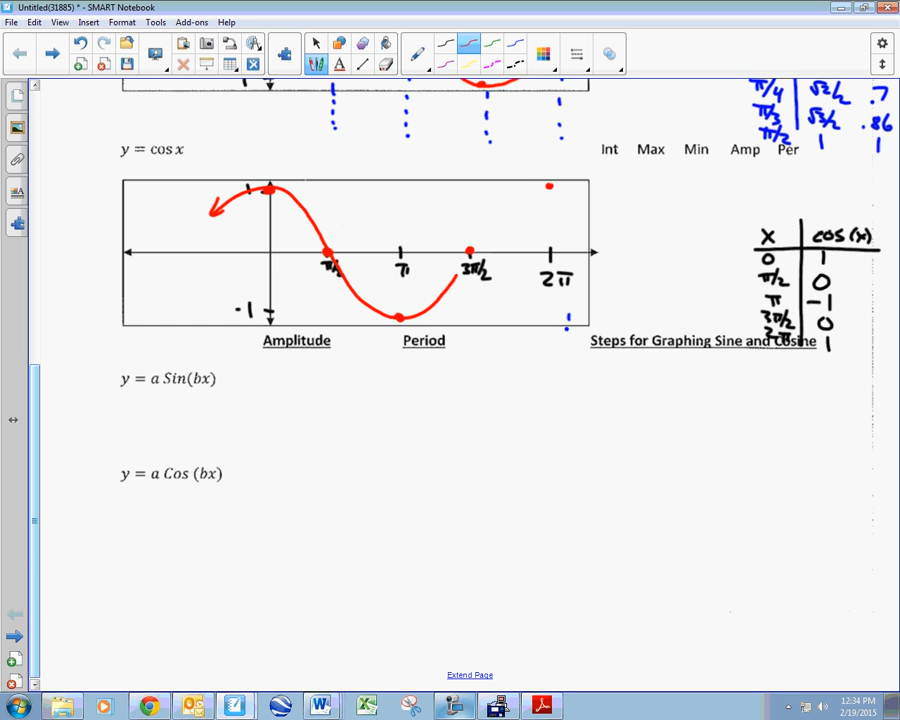 Untitled(31885) * - SMART Notebook
File Edit View Insert Format Tools Add-ons Help
π/4 √2/2 .7
π/3 √3/2 .86
π/2 1 1
y = cos x
Int Max Min Amp Per
1
π/2 π 3π/2 2π
-1
x cos(x)
0 1
π/2 0
π -1
3π/2 0
2π 1
Amplitude Period Steps for Graphing Sine and Cosine
y = a Sin(bx)
y = a Cos (bx)
Extend Page
12:34 PM
2/19/2015